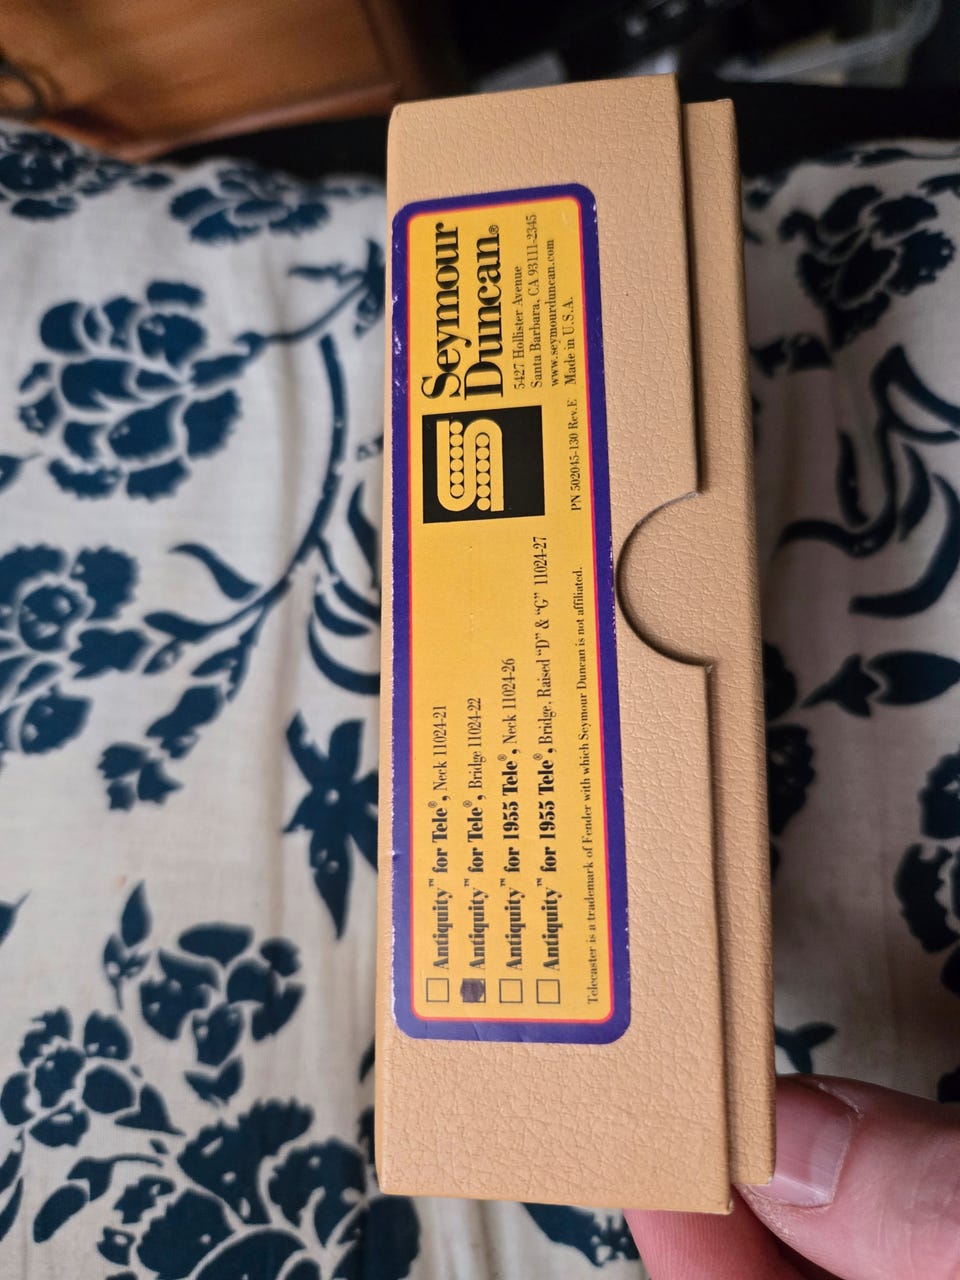 Antiquity™ for Tele®, Neck 11024-21
Antiquity™ for Tele®, Bridge 11024-22
Antiquity™ for 1955 Tele®, Neck 11024-26
Antiquity™ for 1955 Tele®, Bridge, Raised "D" & "G" 11024-27
Telecaster is a trademark of Fender with which Seymour Duncan is not affiliated.
Seymour
Duncan®
5427 Hollister Avenue
Santa Barbara, CA 93111-2345
www.seymourduncan.com
Made in U.S.A.
PN 502045-130 Rev.E